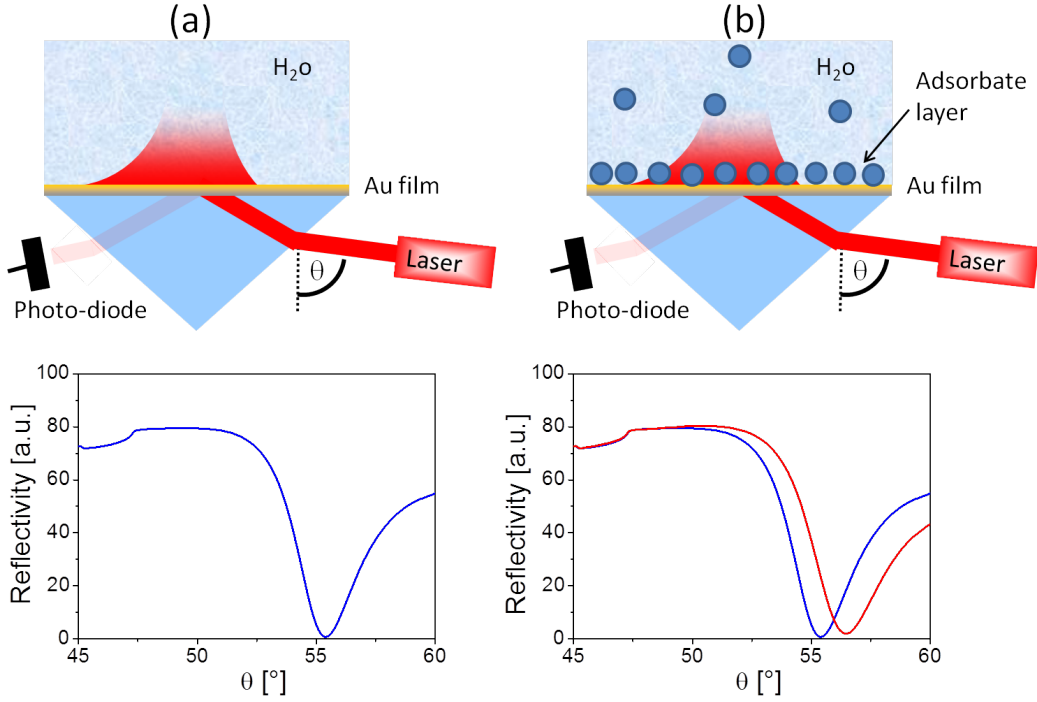 (a)
H₂o
Au film
Laser
θ
Photo-diode
100
80
60
40
20
0
Reflectivity [a.u.]
45
50
55
60
θ [°]
(b)
H₂o
Adsorbate
layer
Au film
Laser
θ
Photo-diode
100
80
60
40
20
0
Reflectivity [a.u.]
45
50
55
60
θ [°]